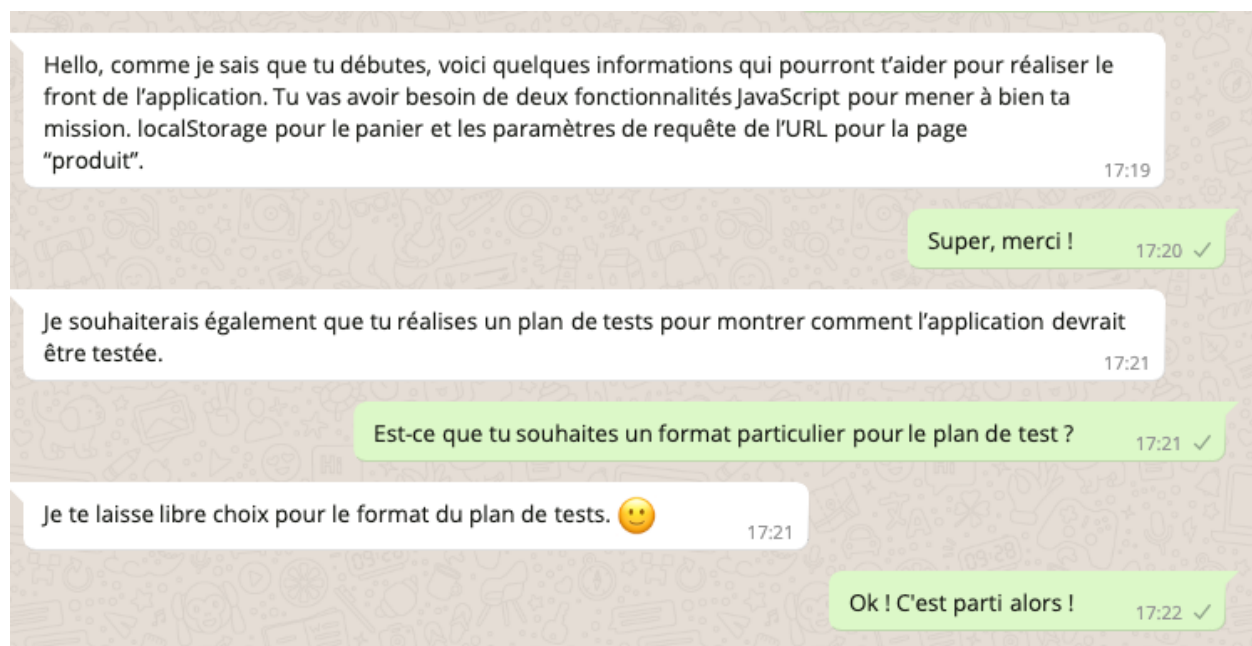 Hello, comme je sais que tu débutes, voici quelques informations qui pourront t’aider pour réaliser le
front de l’application. Tu vas avoir besoin de deux fonctionnalités JavaScript pour mener à bien ta
mission. localStorage pour le panier et les paramètres de requête de l’URL pour la page
“produit”.
17:19
Super, merci !
17:20
Je souhaiterais également que tu réalises un plan de tests pour montrer comment l’application devrait
être testée.
17:21
Est-ce que tu souhaites un format particulier pour le plan de test ?
17:21
Je te laisse libre choix pour le format du plan de tests. 🙂
17:21
Ok ! C'est parti alors !
17:22